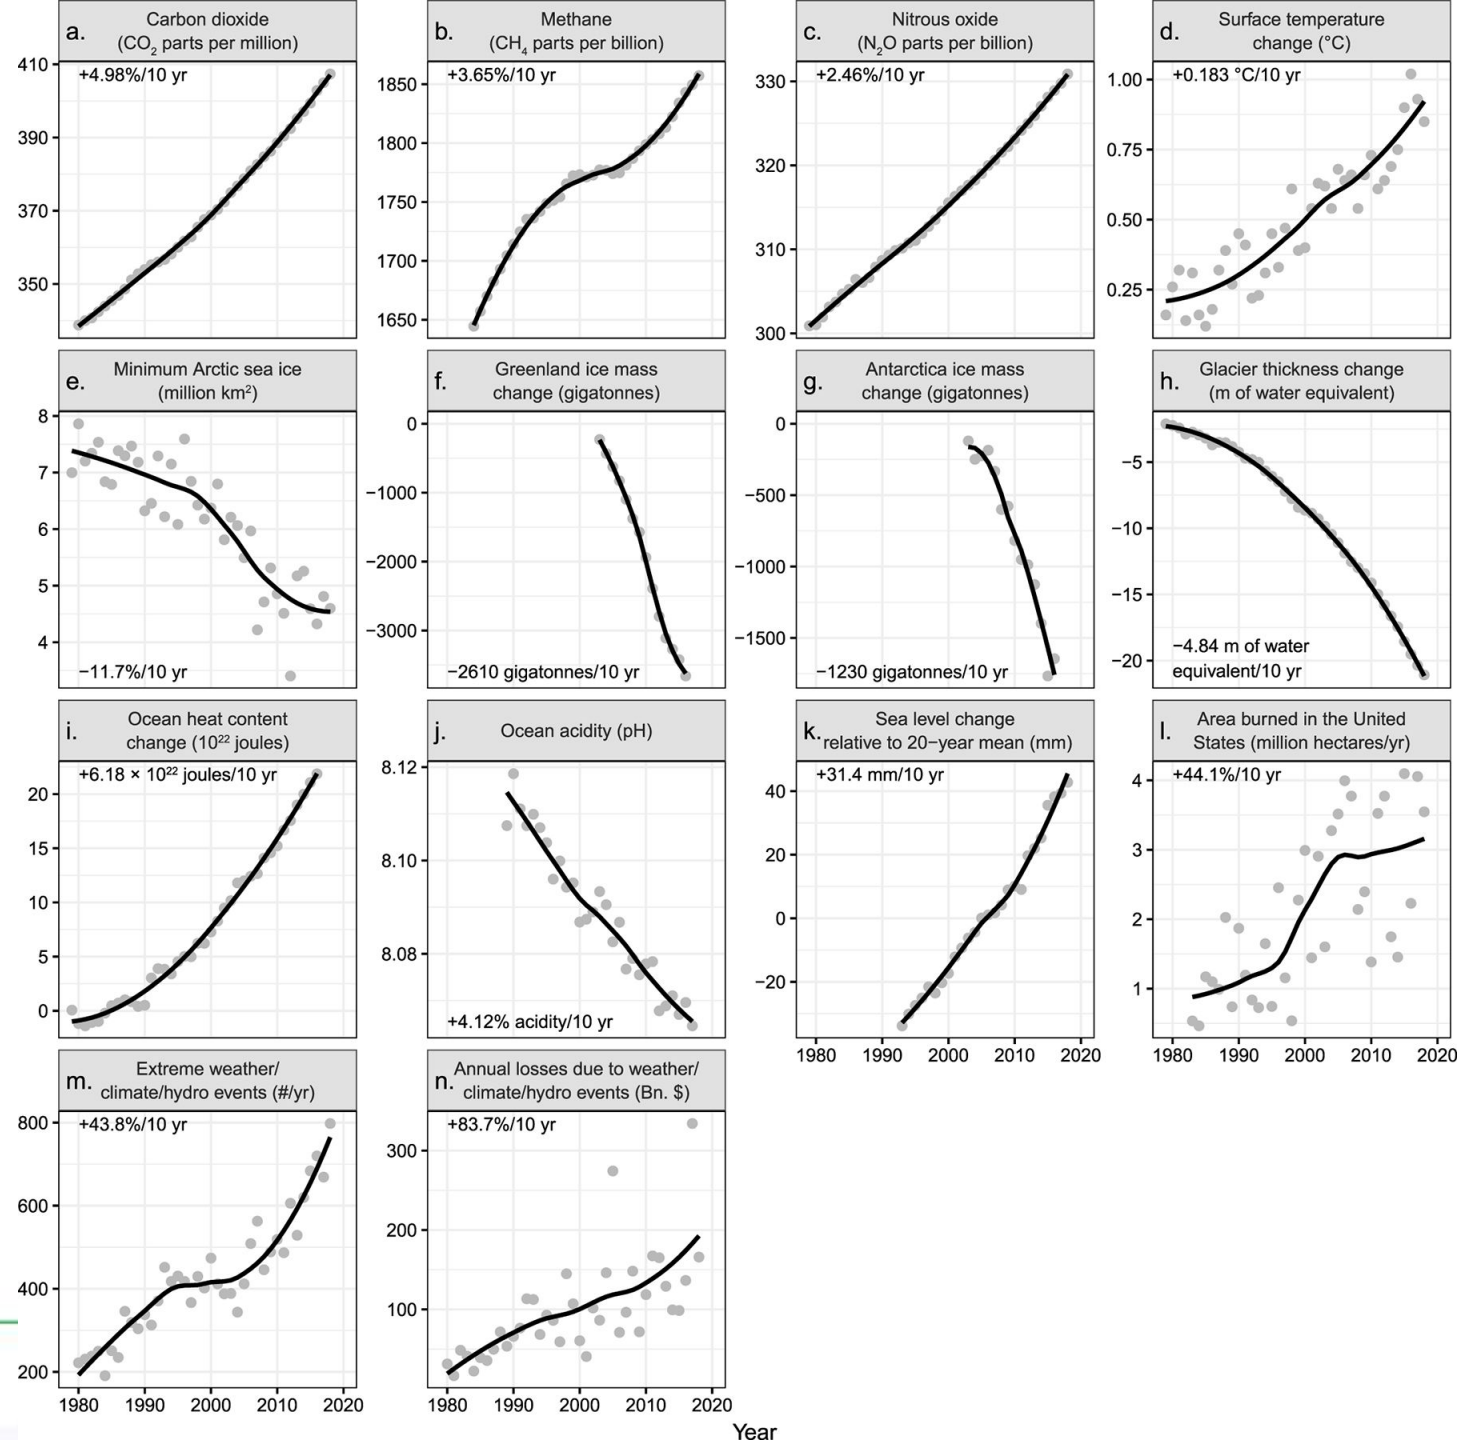 a.
Carbon dioxide
(CO₂ parts per million)
+4.98%/10 yr
410
390
370
350
b.
Methane
(CH₄ parts per billion)
+3.65%/10 yr
1850
1800
1750
1700
1650
c.
Nitrous oxide
(N₂O parts per billion)
+2.46%/10 yr
330
320
310
300
d.
Surface temperature
change (°C)
+0.183 °C/10 yr
1.00
0.75
0.50
0.25
e.
Minimum Arctic sea ice
(million km²)
8
7
6
5
4
−11.7%/10 yr
f.
Greenland ice mass
change (gigatonnes)
0
−1000
−2000
−3000
−2610 gigatonnes/10 yr
g.
Antarctica ice mass
change (gigatonnes)
0
−500
−1000
−1500
−1230 gigatonnes/10 yr
h.
Glacier thickness change
(m of water equivalent)
−5
−10
−15
−20
−4.84 m of water
equivalent/10 yr
i.
Ocean heat content
change (10²² joules)
+6.18 × 10²² joules/10 yr
20
15
10
5
0
j.
Ocean acidity (pH)
8.12
8.10
8.08
+4.12% acidity/10 yr
k.
Sea level change
relative to 20−year mean (mm)
+31.4 mm/10 yr
40
20
0
−20
1980 1990 2000 2010 2020
l.
Area burned in the United
States (million hectares/yr)
+44.1%/10 yr
4
3
2
1
1980 1990 2000 2010 2020
m.
Extreme weather/
climate/hydro events (#/yr)
+43.8%/10 yr
800
600
400
200
1980 1990 2000 2010 2020
n.
Annual losses due to weather/
climate/hydro events (Bn. $)
+83.7%/10 yr
300
200
100
1980 1990 2000 2010 2020
Year